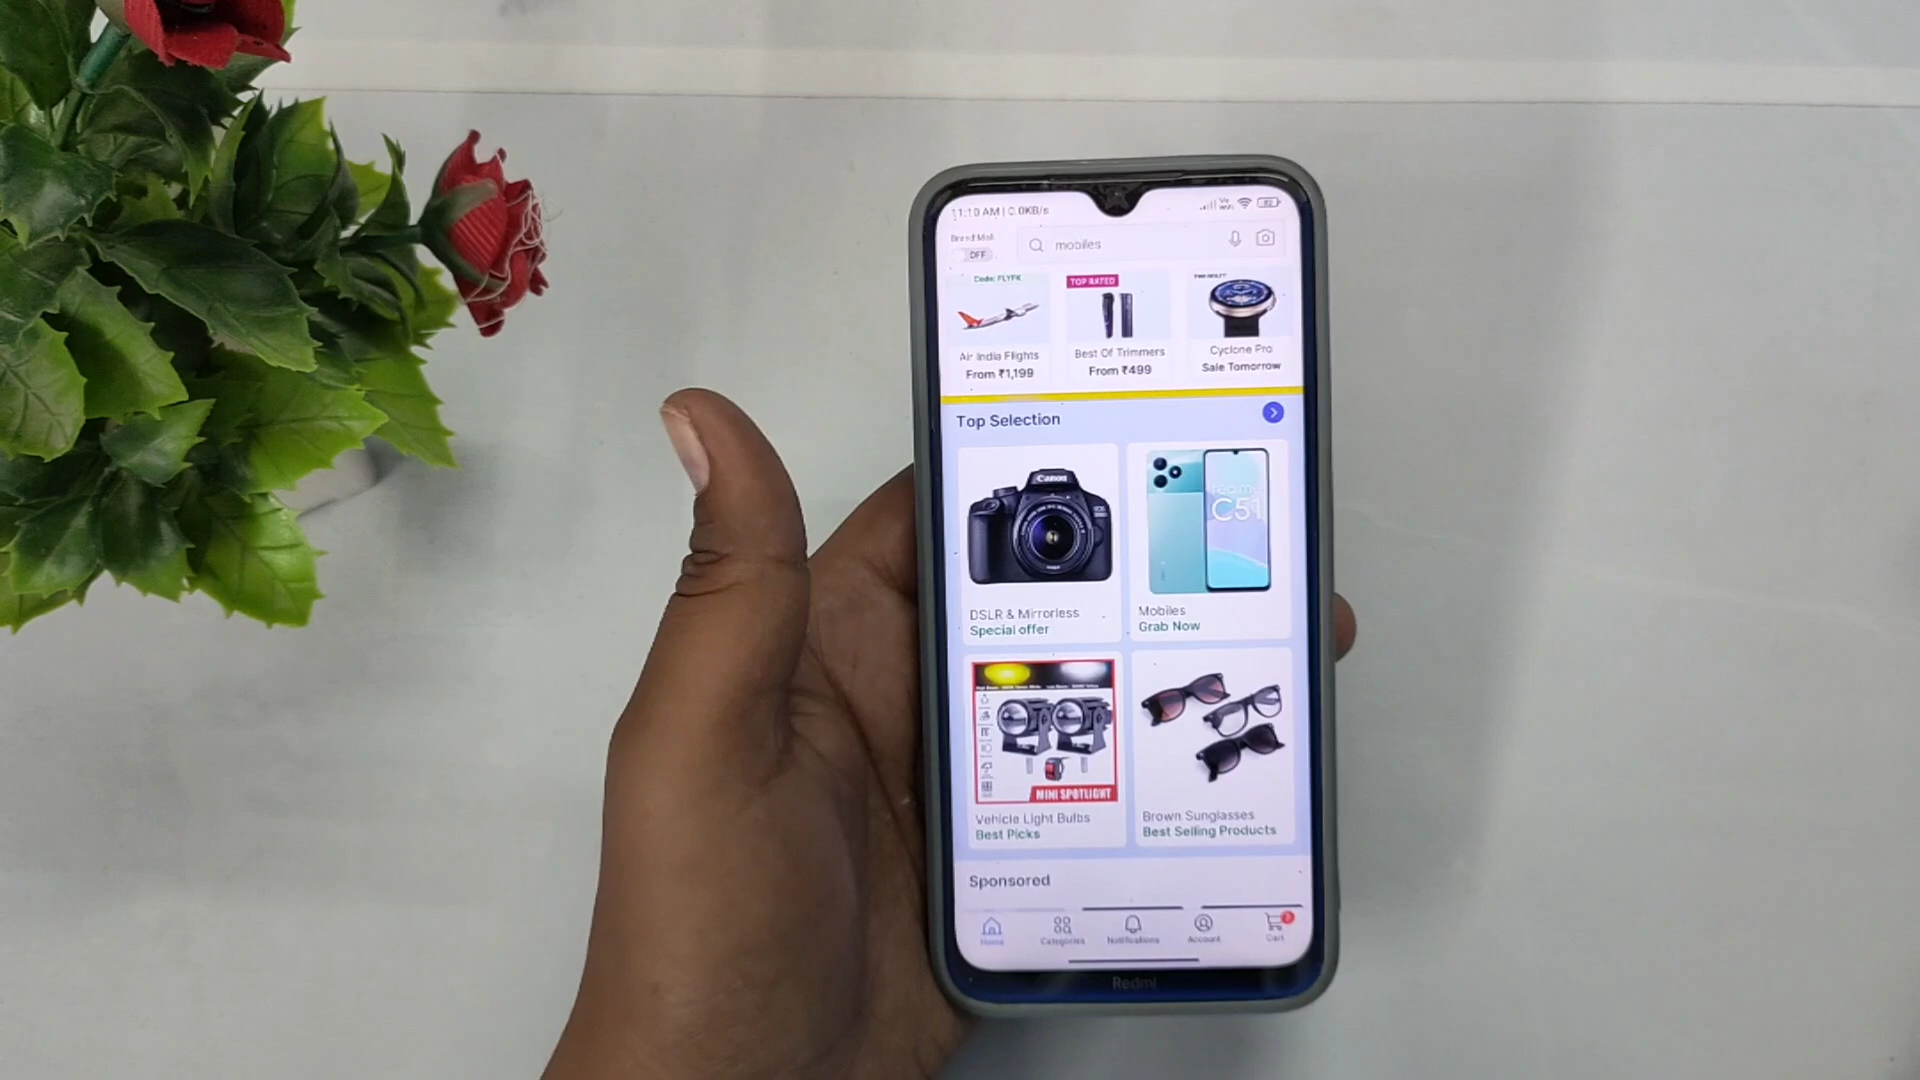 11:10 AM | 0.0KB/s
82
Brand Mall
OFF
mobiles
Code: FLYFK
TOP RATED
Air India Flights
From ₹1,199
Best Of Trimmers
From ₹499
Cyclone Pro
Sale Tomorrow
Top Selection
Canon
EOS
realme
C51
DSLR & Mirrorless
Special offer
Mobiles
Grab Now
MINI SPOTLIGHT
Vehicle Light Bulbs
Best Picks
Brown Sunglasses
Best Selling Products
Sponsored
Home
Categories
Notifications
Account
Cart
Redmi